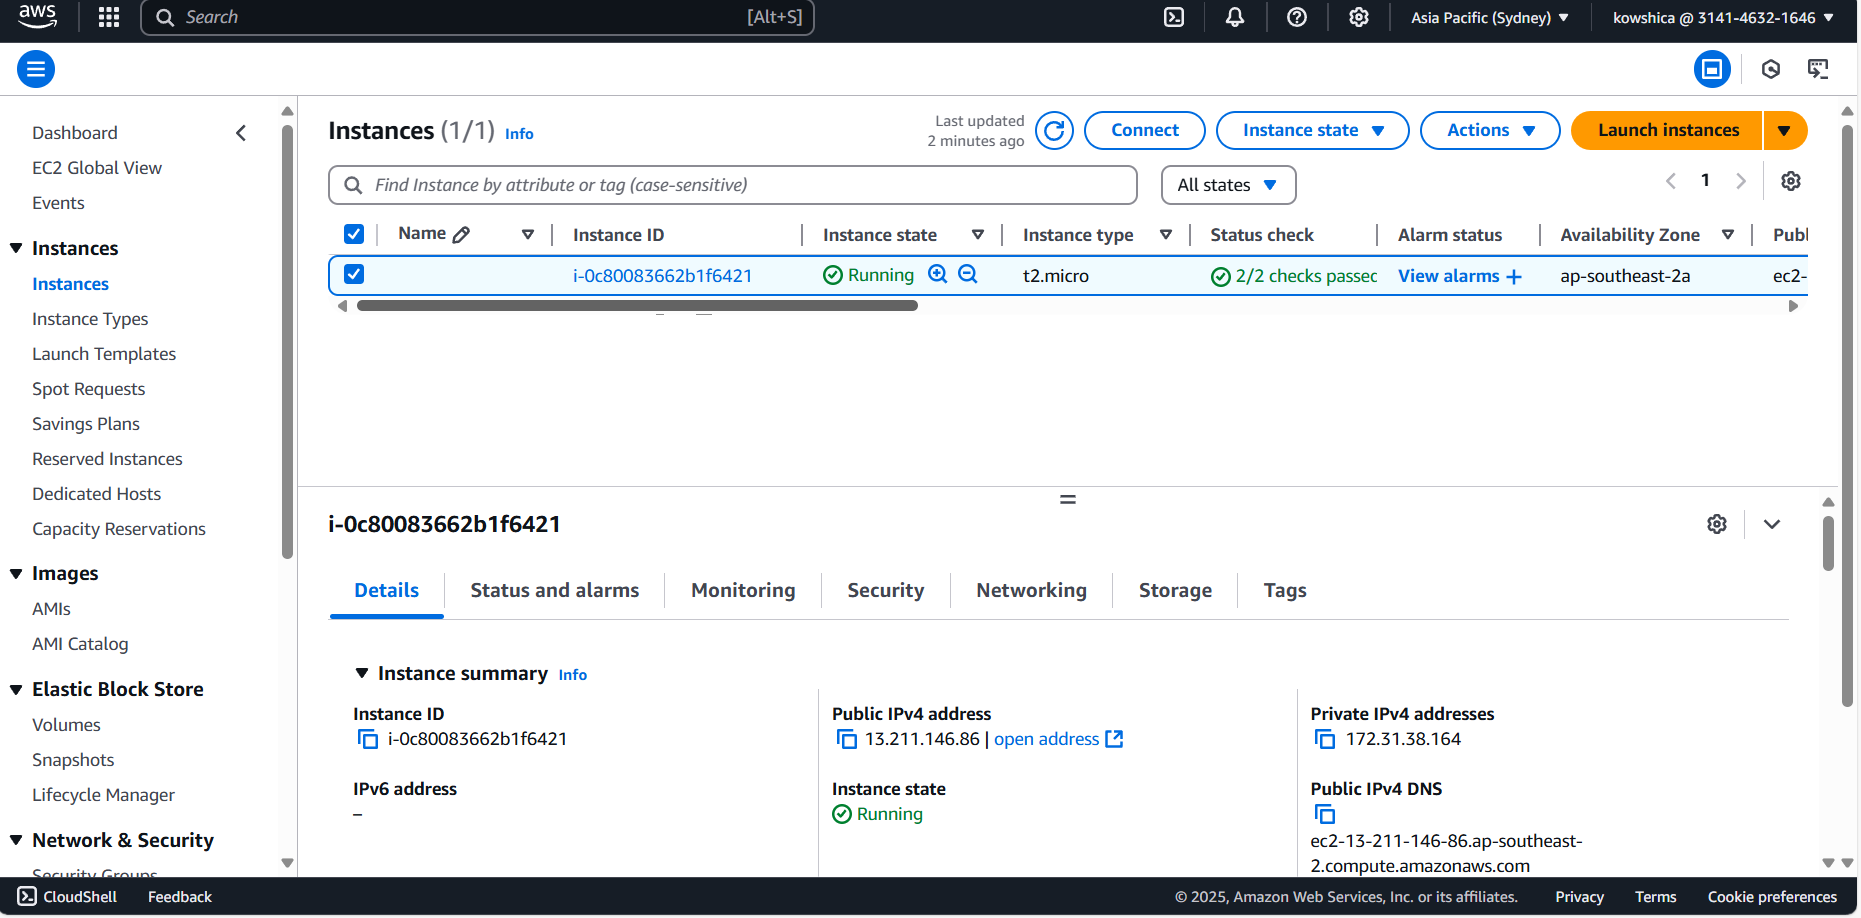 aws
Search [Alt+S]
Asia Pacific (Sydney)
kowshica @ 3141-4632-1646
Dashboard
EC2 Global View
Events
Instances
Instances
Instance Types
Launch Templates
Spot Requests
Savings Plans
Reserved Instances
Dedicated Hosts
Capacity Reservations
Images
AMIs
AMI Catalog
Elastic Block Store
Volumes
Snapshots
Lifecycle Manager
Network & Security
Security Groups
Instances (1/1) Info
Last updated
2 minutes ago
Connect
Instance state
Actions
Launch instances
Find Instance by attribute or tag (case-sensitive)
All states
1
Name Instance ID Instance state Instance type Status check Alarm status Availability Zone Publ
i-0c80083662b1f6421 Running t2.micro 2/2 checks passec View alarms + ap-southeast-2a ec2-
i-0c80083662b1f6421
Details Status and alarms Monitoring Security Networking Storage Tags
Instance summary Info
Instance ID
i-0c80083662b1f6421
IPv6 address
–
Public IPv4 address
13.211.146.86 | open address
Instance state
Running
Private IPv4 addresses
172.31.38.164
Public IPv4 DNS
ec2-13-211-146-86.ap-southeast-
2.compute.amazonaws.com
CloudShell Feedback
© 2025, Amazon Web Services, Inc. or its affiliates. Privacy Terms Cookie preferences